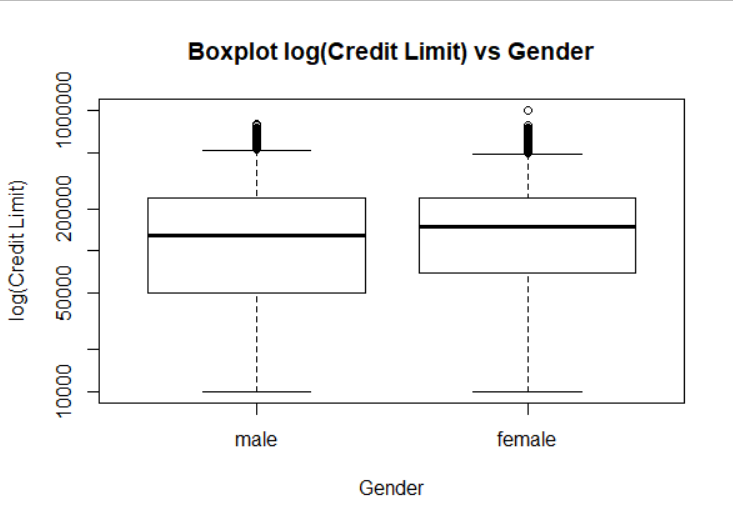 Boxplot log(Credit Limit) vs Gender
log(Credit Limit)
1000000
200000
50000
10000
male female
Gender